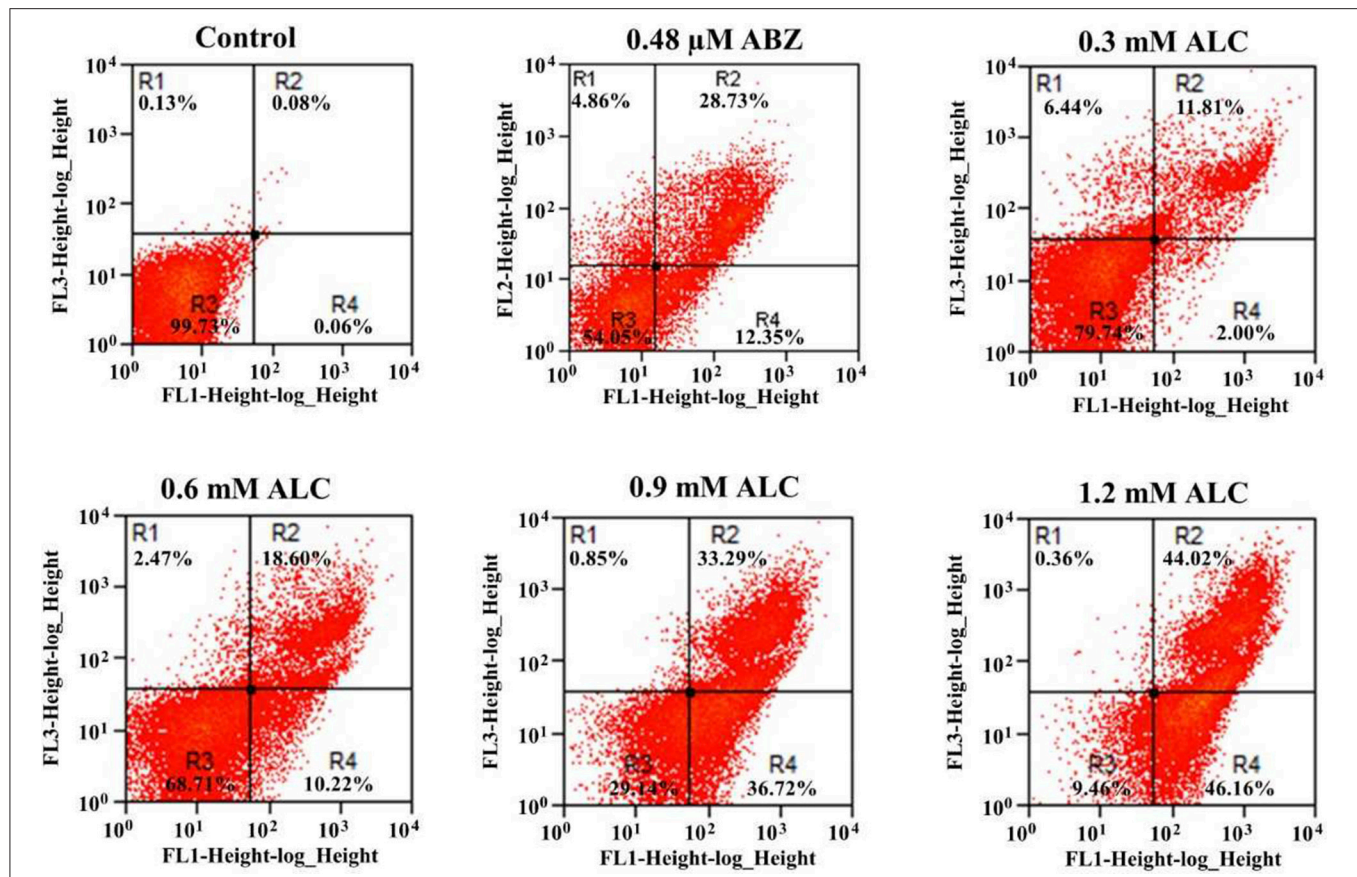 Control
10⁴
R1
R2
0.13%
0.08%
10³
10²
10¹
R3
R4
99.73%
0.06%
10⁰
10⁰ 10¹ 10² 10³ 10⁴
FL3-Height-log_Height
FL1-Height-log_Height
0.48 μM ABZ
10⁴
R1
R2
4.86%
28.73%
10³
10²
10¹
R3
R4
54.05%
12.35%
10⁰
10⁰ 10¹ 10² 10³ 10⁴
FL2-Height-log_Height
FL1-Height-log_Height
0.3 mM ALC
10⁴
R1
R2
6.44%
11.81%
10³
10²
10¹
R3
R4
79.74%
2.00%
10⁰
10⁰ 10¹ 10² 10³ 10⁴
FL3-Height-log_Height
FL1-Height-log_Height
0.6 mM ALC
10⁴
R1
R2
2.47%
18.60%
10³
10²
10¹
R3
R4
68.71%
10.22%
10⁰
10⁰ 10¹ 10² 10³ 10⁴
FL3-Height-log_Height
FL1-Height-log_Height
0.9 mM ALC
10⁴
R1
R2
0.85%
33.29%
10³
10²
10¹
R3
R4
29.14%
36.72%
10⁰
10⁰ 10¹ 10² 10³ 10⁴
FL3-Height-log_Height
FL1-Height-log_Height
1.2 mM ALC
10⁴
R1
R2
0.36%
44.02%
10³
10²
10¹
R3
R4
9.46%
46.16%
10⁰
10⁰ 10¹ 10² 10³ 10⁴
FL3-Height-log_Height
FL1-Height-log_Height